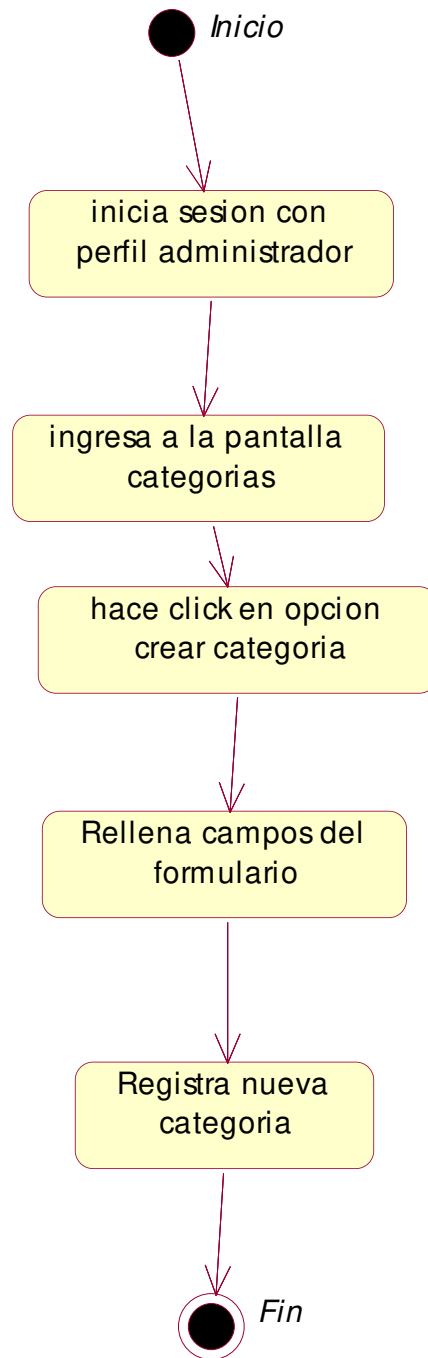 Inicio
inicia sesion con
perfil administrador
ingresa a la pantalla
categorias
hace click en opcion
crear categoria
Rellena campos del
formulario
Registra nueva
categoria
Fin